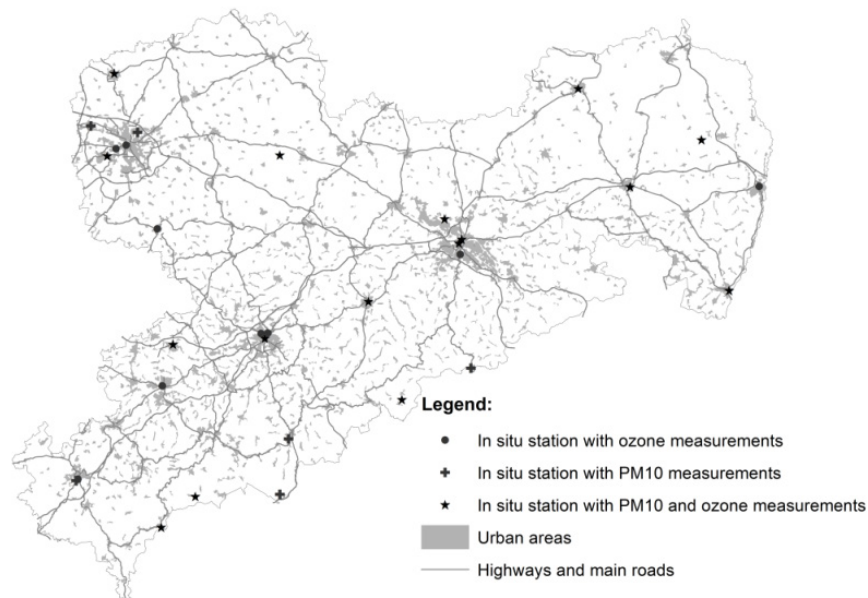 Legend:
In situ station with ozone measurements
In situ station with PM10 measurements
In situ station with PM10 and ozone measurements
Urban areas
Highways and main roads